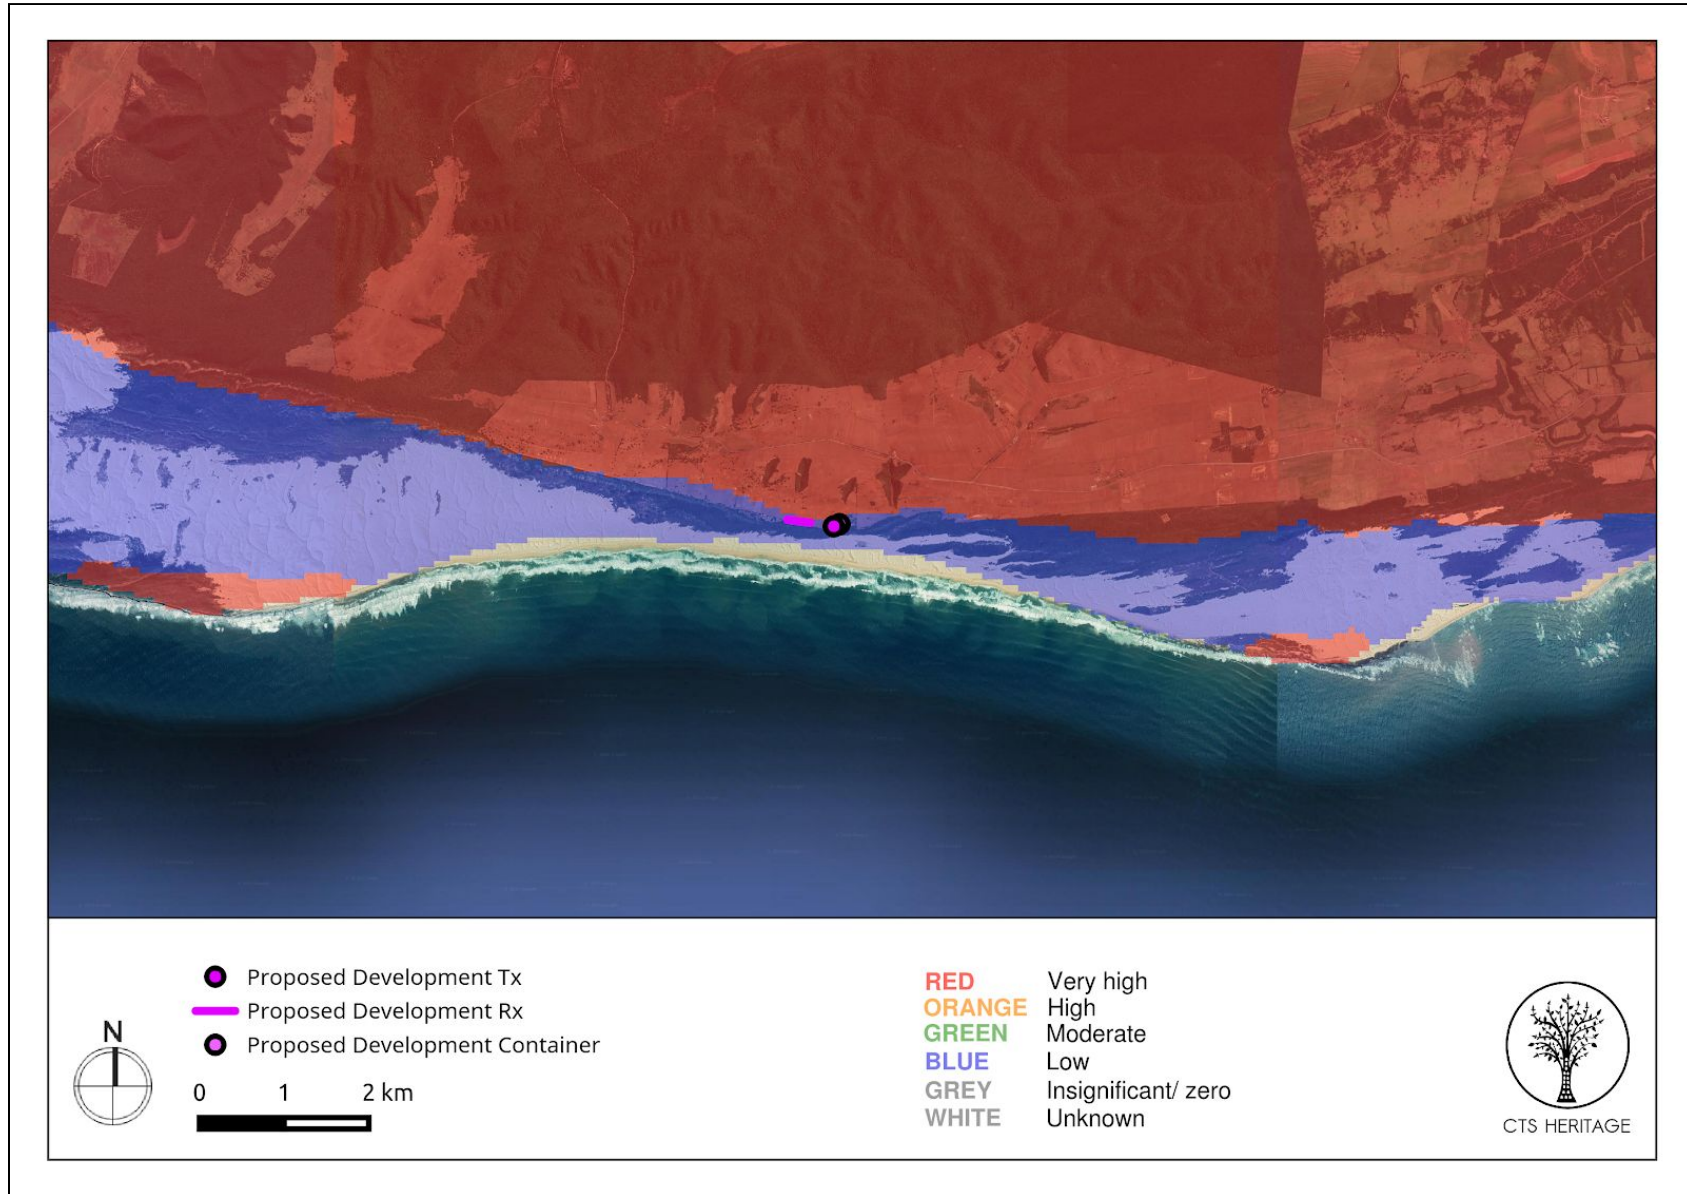 Proposed Development Tx
Proposed Development Rx
Proposed Development Container
N
0 1 2 km
RED Very high
ORANGE High
GREEN Moderate
BLUE Low
GREY Insignificant/ zero
WHITE Unknown
CTS HERITAGE